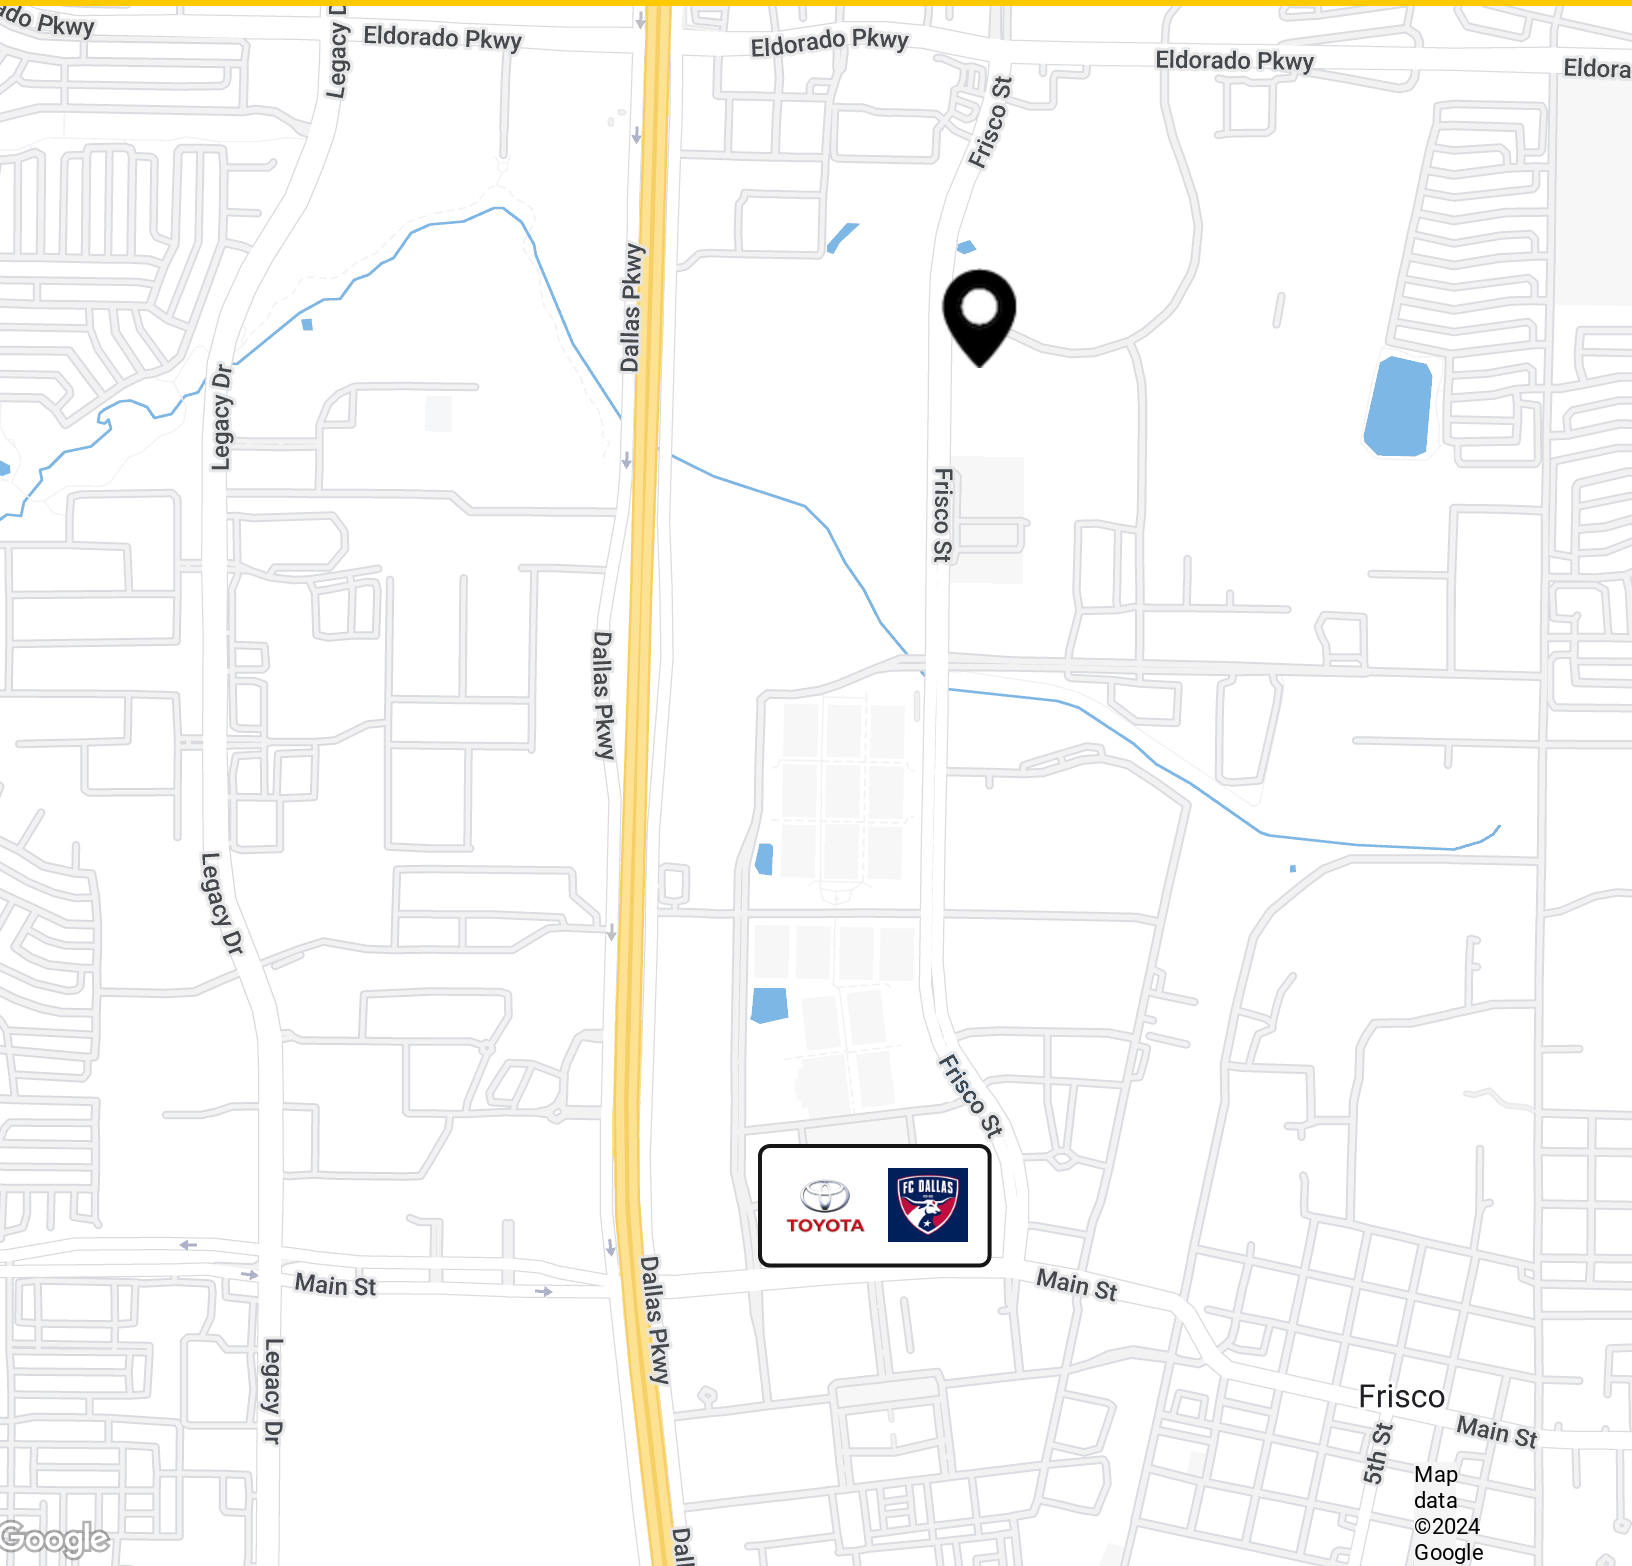 ado Pkwy
Legacy D
Eldorado Pkwy
Eldorado Pkwy
Eldorado Pkwy
Eldora
Frisco St
Dallas Pkwy
Legacy Dr
Frisco St
Dallas Pkwy
Legacy Dr
Frisco St
TOYOTA
FC DALLAS
Main St
Dallas Pkwy
Main St
Legacy Dr
Frisco
Main St
5th St
Map
data
©2024
Google
Google
Dall